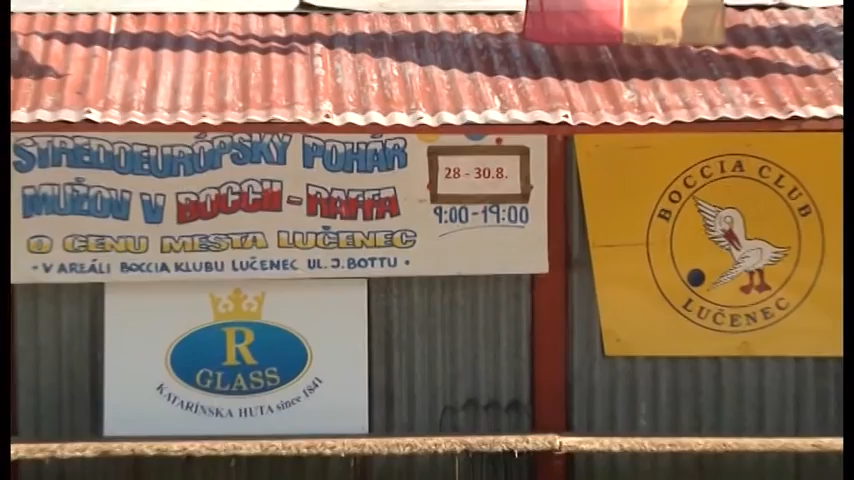 STREDOEURÓPSKY POHÁR
MUŽOV V BOCCII - RAFFA
O CENU MESTA LUČENEC
- V AREÁLI BOCCIA KLUBU LUČENEC UL. J. BOTTU .
28 - 30.8.
9:00 - 19:00
R
GLASS
KATARÍNSKA HUTA since 1841
BOCCIA CLUB
LUČENEC